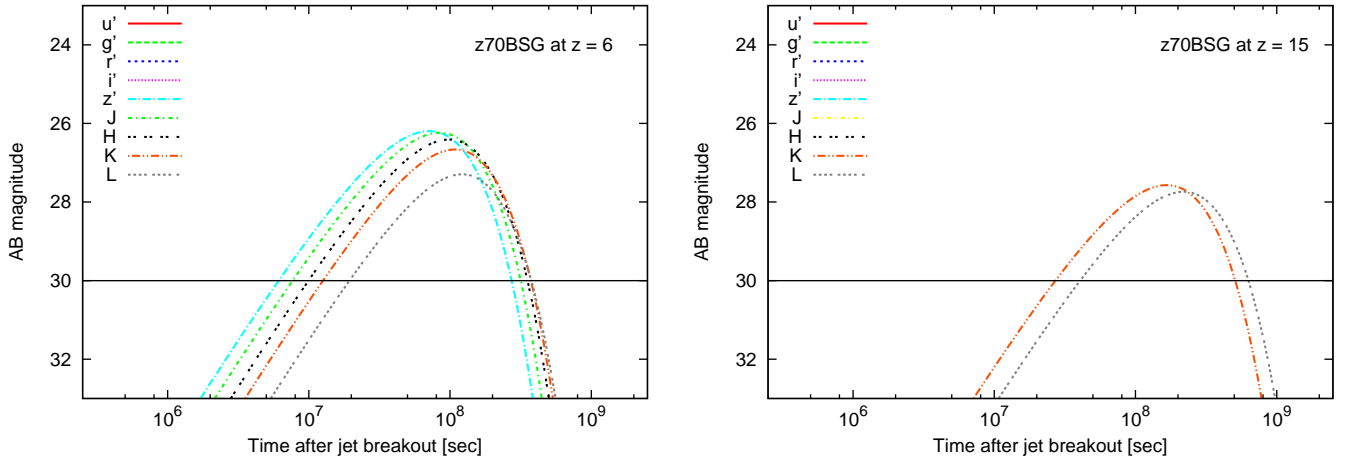 z70BSG at z = 6
u'
g'
r'
i'
z'
J
H
K
L
24
26
28
30
32
AB magnitude
10^6
10^7
10^8
10^9
Time after jet breakout [sec]
z70BSG at z = 15
u'
g'
r'
i'
z'
J
H
K
L
24
26
28
30
32
AB magnitude
10^6
10^7
10^8
10^9
Time after jet breakout [sec]